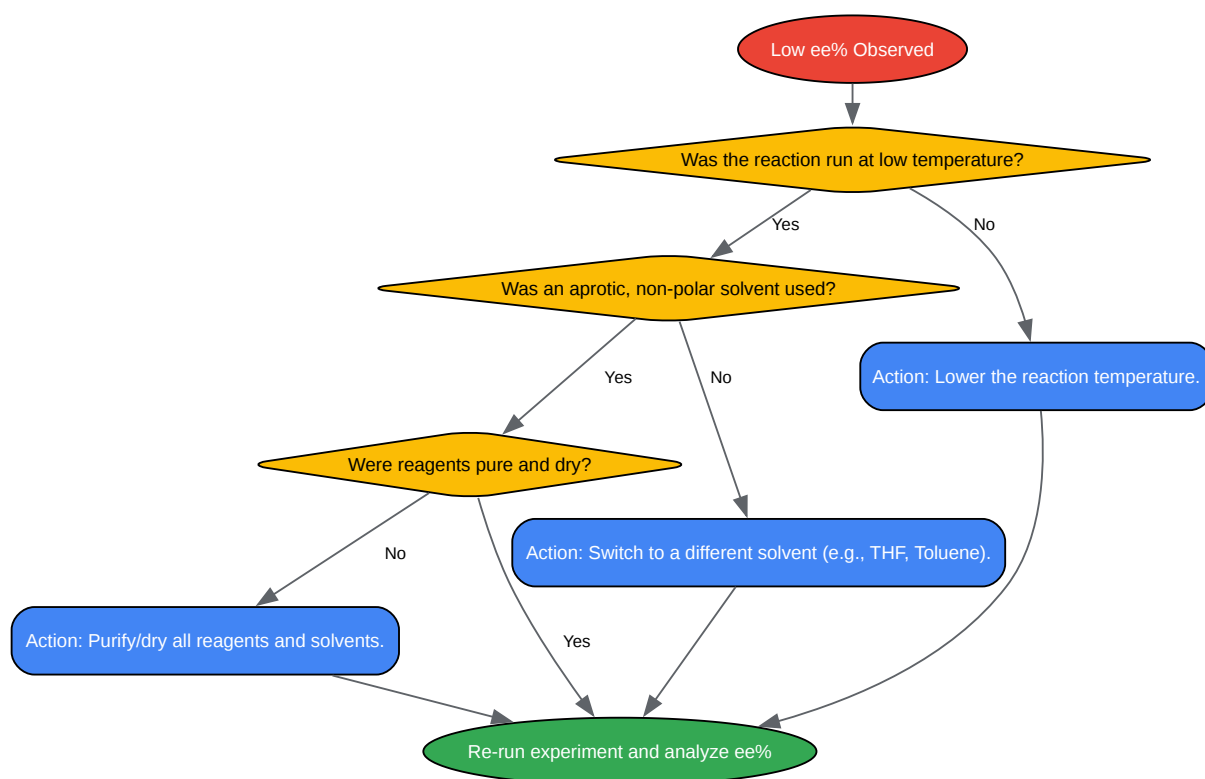 Low ee% Observed
Was the reaction run at low temperature?
Yes
No
Was an aprotic, non-polar solvent used?
Yes
No
Action: Lower the reaction temperature.
Were reagents pure and dry?
No
Action: Switch to a different solvent (e.g., THF, Toluene).
Action: Purify/dry all reagents and solvents.
Yes
Re-run experiment and analyze ee%